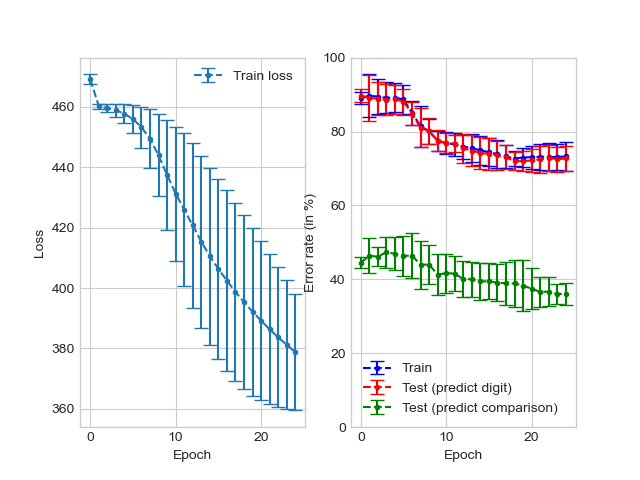 Train loss
460
440
420
400
380
360
0
10
20
Loss
Epoch
100
80
60
40
20
0
0
10
20
Error rate (in %)
Epoch
Train
Test (predict digit)
Test (predict comparison)